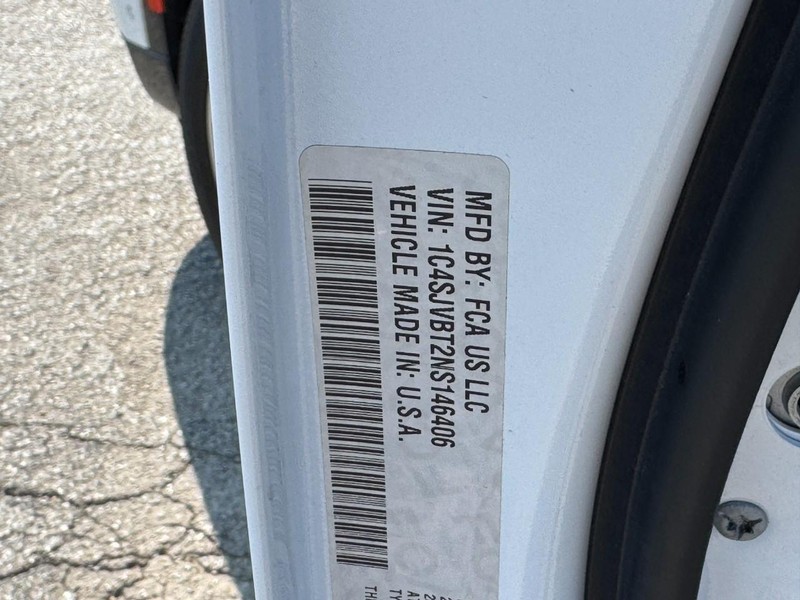 MFD BY: FCA US LLC
VIN: 1C4SJVBT2NS146406
VEHICLE MADE IN: U.S.A.